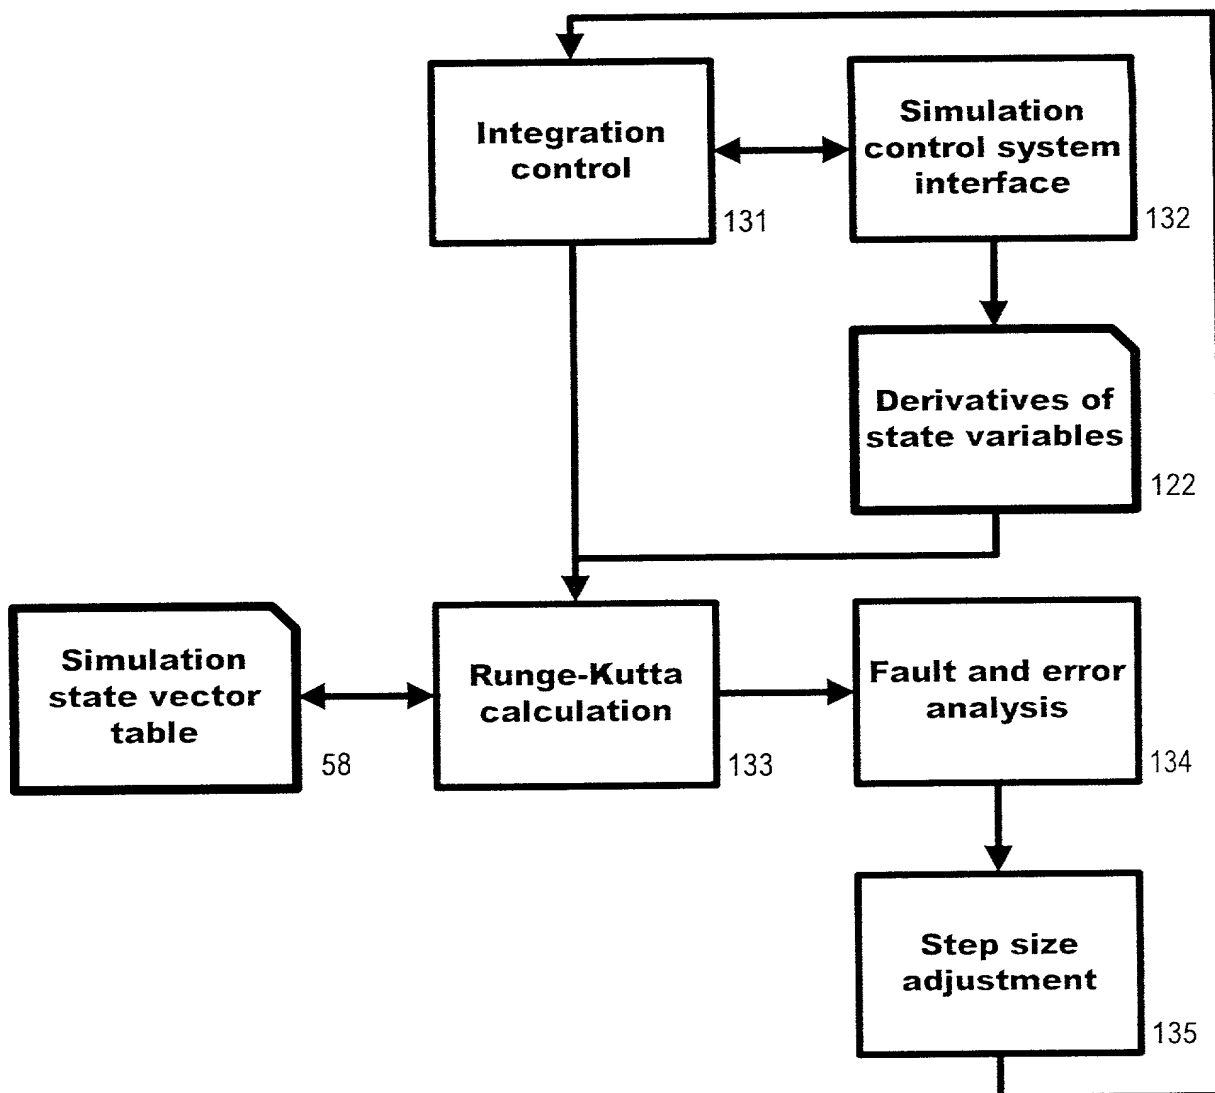 Integration
control
131
Simulation
control system
interface
132
Derivatives of
state variables
122
Simulation
state vector
table
58
Runge-Kutta
calculation
133
Fault and error
analysis
134
Step size
adjustment
135